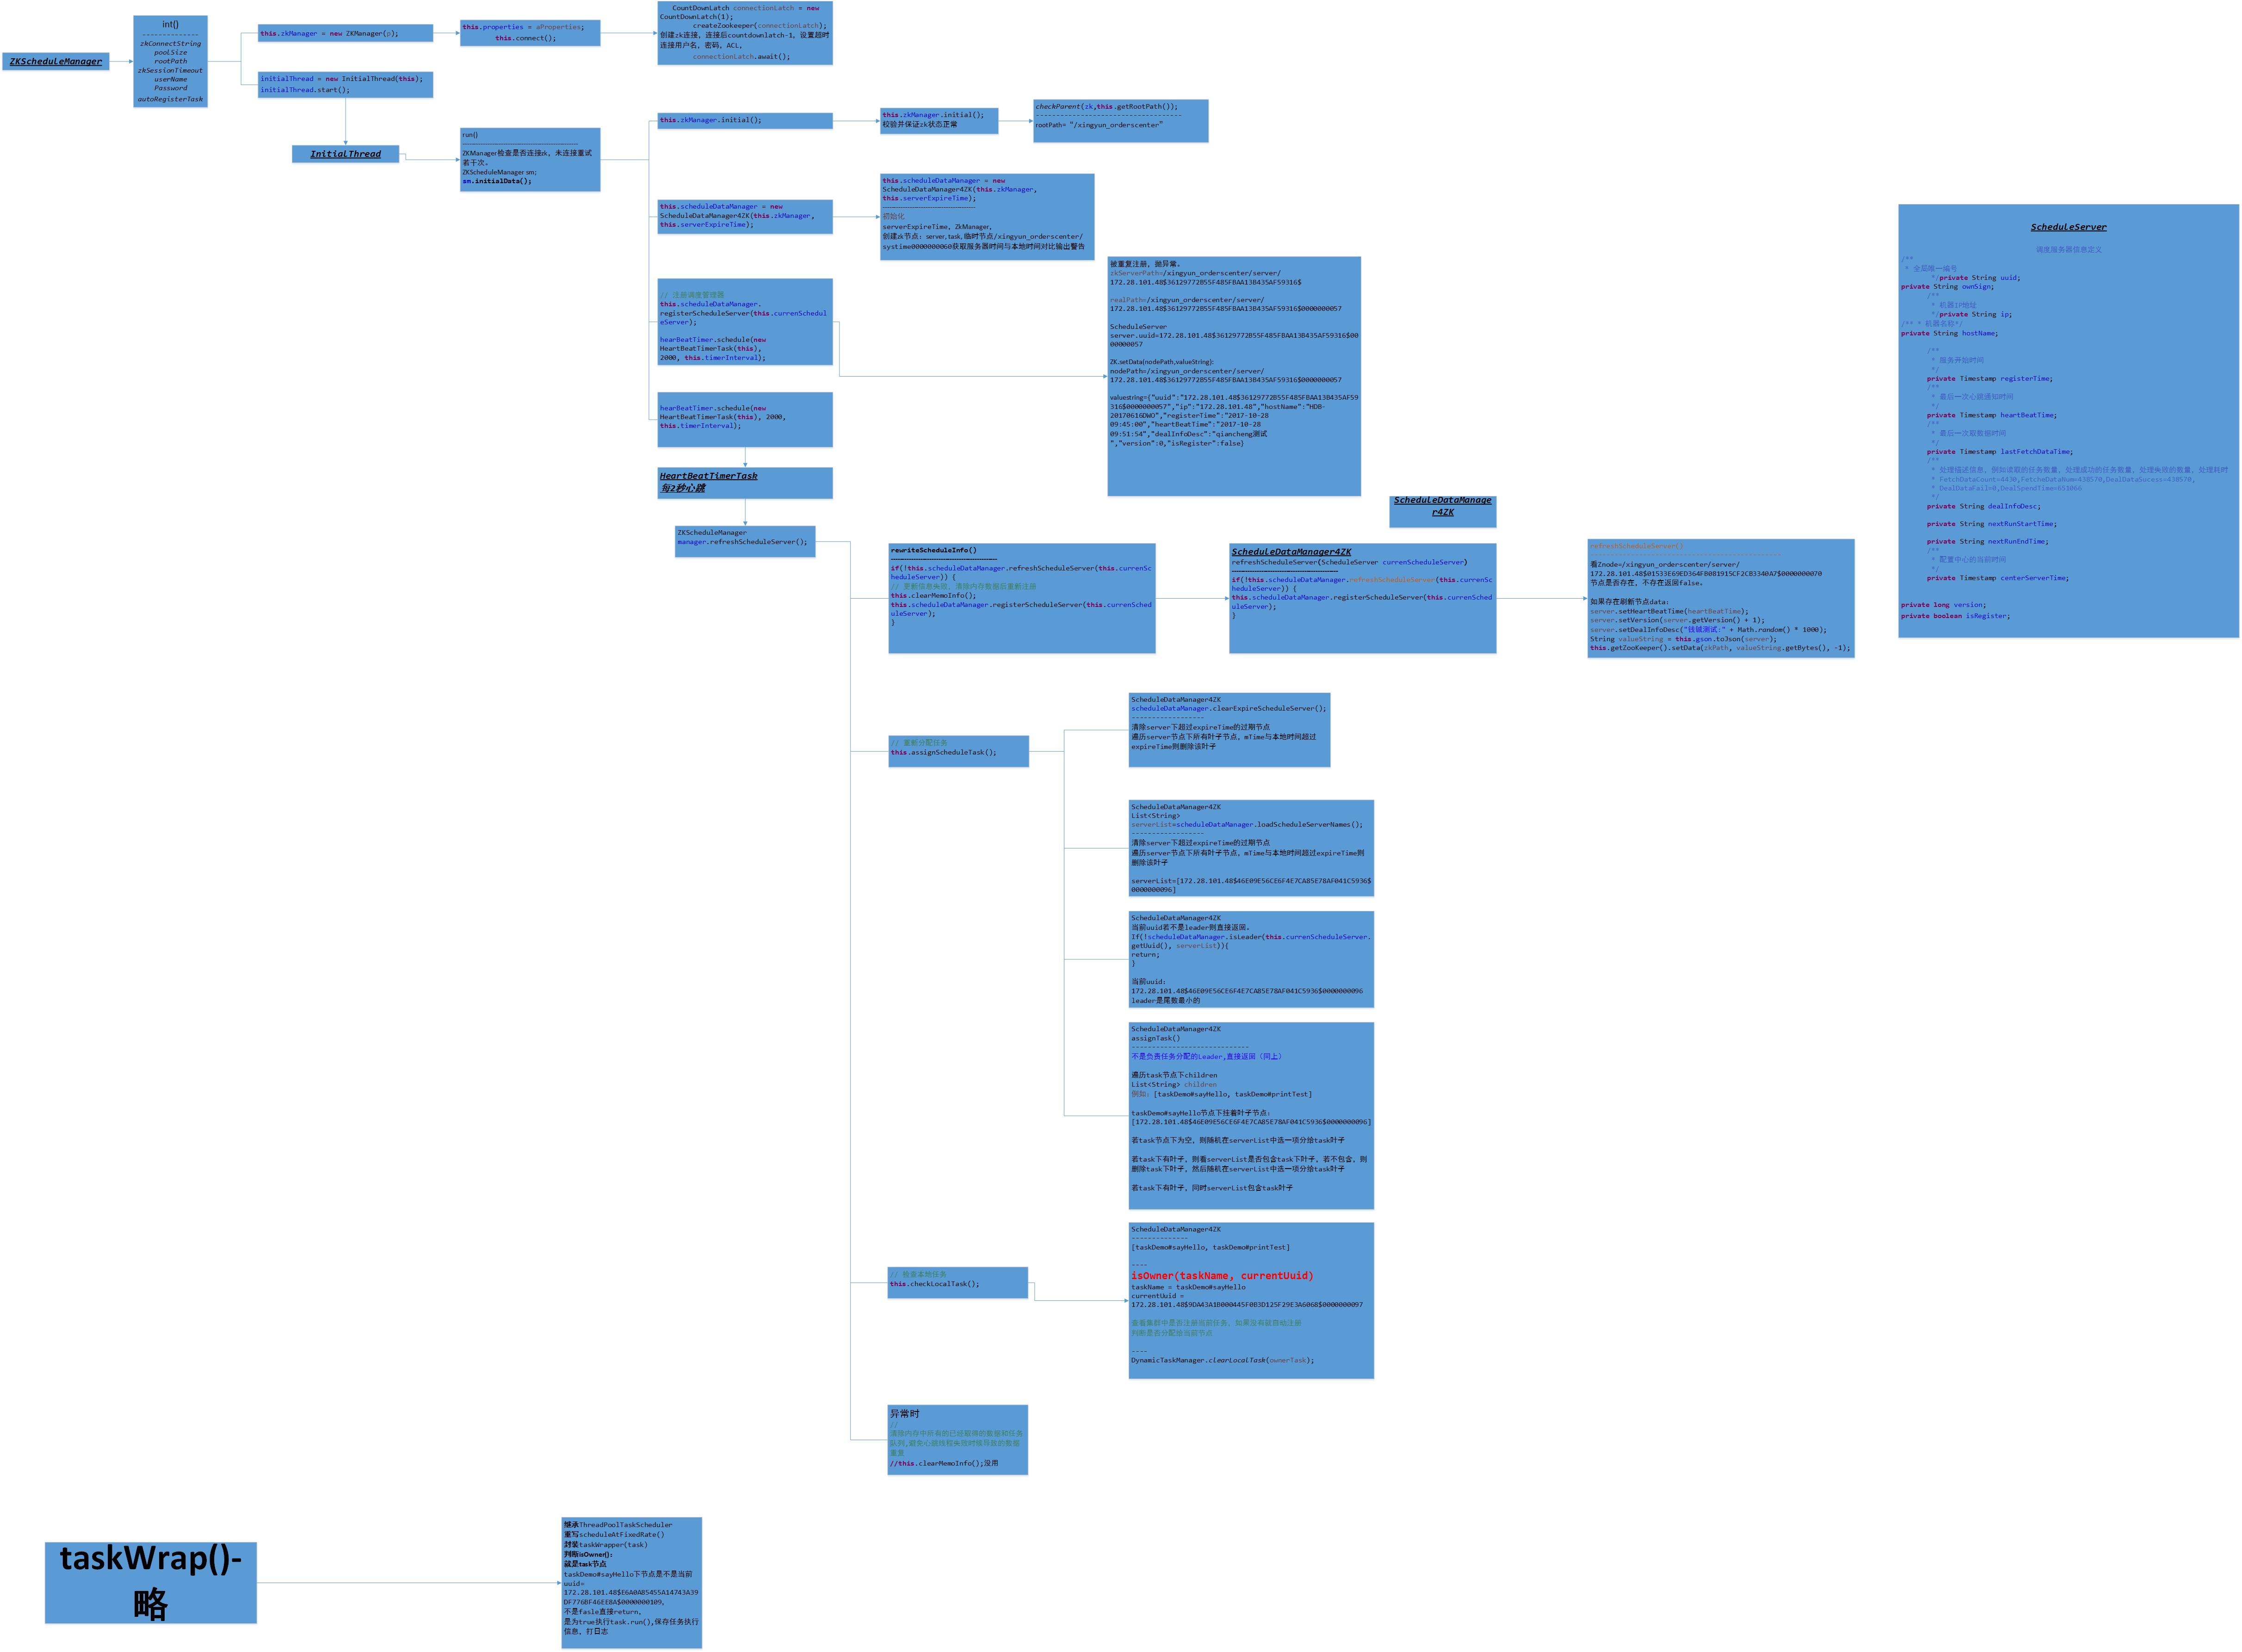 ZKScheduleManager
int()
--------------
zkConnectString
poolSize
rootPath
zkSessionTimeout
userName
Password
autoRegisterTask
this.zkManager = new ZKManager(p);
this.properties = aProperties;
this.connect();
CountDownLatch connectionLatch = new
CountDownLatch(1);
createZookeeper(connectionLatch);
创建zk连接，连接后countdownlatch-1，设置超时
连接用户名，密码，ACL，
connectionLatch.await();
initialThread = new InitialThread(this);
initialThread.start();
InitialThread
run()
--------------------------------------------
ZKManager检查是否连接zk，未连接重试
若干次。
ZKScheduleManager sm;
sm.initialData();
this.zkManager.initial();
this.zkManager.initial();
校验并保证zk状态正常
checkParent(zk,this.getRootPath());
------------------------------------
rootPath= “/xingyun_orderscenter”
this.scheduleDataManager = new
ScheduleDataManager4ZK(this.zkManager,
this.serverExpireTime);
this.scheduleDataManager = new
ScheduleDataManager4ZK(this.zkManager,
this.serverExpireTime);
------------------------------------
初始化
serverExpireTime，ZkManager，
创建zk节点：server,task,临时节点/xingyun_orderscenter/
systime0000000060获取服务器时间与本地时间对比输出警告
// 注册调度管理器
this.scheduleDataManager.
registerScheduleServer(this.currenSchedul
eServer);
hearBeatTimer.schedule(new
HeartBeatTimerTask(this),
2000, this.timerInterval);
被重复注册，抛异常。
zkServerPath=/xingyun_orderscenter/server/
172.28.101.48$36129772B55F485FBAA13B435AF59316$
realPath=/xingyun_orderscenter/server/
172.28.101.48$36129772B55F485FBAA13B435AF59316$0000000057
ScheduleServer
server.uuid=172.28.101.48$36129772B55F485FBAA13B435AF59316$00
00000057
ZK.setData(nodePath,valueString):
nodePath=/xingyun_orderscenter/server/
172.28.101.48$36129772B55F485FBAA13B435AF59316$0000000057
valuestring={"uuid":"172.28.101.48$36129772B55F485FBAA13B435AF59
316$0000000057","ip":"172.28.101.48","hostName":"HDB-
20170616DWO","registerTime":"2017-10-28
09:45:00","heartBeatTime":"2017-10-28
09:51:54","dealInfoDesc":"qiancheng测试
","version":0,"isRegister":false}
hearBeatTimer.schedule(new
HeartBeatTimerTask(this), 2000,
this.timerInterval);
HeartBeatTimerTask
每2秒心跳
ZKScheduleManager
manager.refreshScheduleServer();
rewriteScheduleInfo()
------------------------------------------
if(!this.scheduleDataManager.refreshScheduleServer(this.currenSc
heduleServer)) {
// 更新信息失败，清除内存数据后重新注册
this.clearMemoInfo();
this.scheduleDataManager.registerScheduleServer(this.currenSched
uleServer);
}
ScheduleDataManage
r4ZK
ScheduleDataManager4ZK
refreshScheduleServer(ScheduleServer currenScheduleServer)
------------------------------------------
if(!this.scheduleDataManager.refreshScheduleServer(this.currenSc
heduleServer)) {
this.scheduleDataManager.registerScheduleServer(this.currenSched
uleServer);
}
refreshScheduleServer()
-----------------------------------------------
看Znode=/xingyun_orderscenter/server/
172.28.101.48$01533E69ED364FB081915CF2CB3340A7$0000000070
节点是否存在，不存在返回false。
如果存在刷新节点data：
server.setHeartBeatTime(heartBeatTime);
server.setVersion(server.getVersion() + 1);
server.setDealInfoDesc("钱铖测试:" + Math.random() * 1000);
String valueString = this.gson.toJson(server);
this.getZooKeeper().setData(zkPath, valueString.getBytes(), -1);
ScheduleServer
调度服务器信息定义
/**
* 全局唯一编号
*/private String uuid;
private String ownSign;
/**
* 机器IP地址
*/private String ip;
/** * 机器名称*/
private String hostName;
/**
* 服务开始时间
*/
private Timestamp registerTime;
/**
* 最后一次心跳通知时间
*/
private Timestamp heartBeatTime;
/**
* 最后一次取数据时间
*/
private Timestamp lastFetchDataTime;
/**
* 处理描述信息，例如读取的任务数量，处理成功的任务数量，处理失败的数量，处理耗时
* FetchDataCount=4430,FetcheDataNum=438570,DealDataSucess=438570,
* DealDataFail=0,DealSpendTime=651066
*/
private String dealInfoDesc;
private String nextRunStartTime;
private String nextRunEndTime;
/**
* 配置中心的当前时间
*/
private Timestamp centerServerTime;
private long version;
private boolean isRegister;
// 重新分配任务
this.assignScheduleTask();
ScheduleDataManager4ZK
scheduleDataManager.clearExpireScheduleServer();
------------------
清除server下超过expireTime的过期节点
遍历server节点下所有叶子节点，mTime与本地时间超过
expireTime则删除该叶子
ScheduleDataManager4ZK
List<String>
serverList=scheduleDataManager.loadScheduleServerNames();
------------------
清除server下超过expireTime的过期节点
遍历server节点下所有叶子节点，mTime与本地时间超过expireTime则
删除该叶子
serverList=[172.28.101.48$46E09E56CE6F4E7CA85E78AF041C5936$
0000000096]
ScheduleDataManager4ZK
当前uuid若不是leader则直接返回。
If(!scheduleDataManager.isLeader(this.currenScheduleServer.
getUuid(), serverList)){
return;
}
当前uuid:
172.28.101.48$46E09E56CE6F4E7CA85E78AF041C5936$0000000096
leader是尾数最小的
ScheduleDataManager4ZK
assignTask()
-----------------------------
不是负责任务分配的Leader,直接返回（同上）
遍历task节点下children
List<String> children
例如：[taskDemo#sayHello, taskDemo#printTest]
taskDemo#sayHello节点下挂着叶子节点：
[172.28.101.48$46E09E56CE6F4E7CA85E78AF041C5936$0000000096]
若task节点下为空，则随机在serverList中选一项分给task叶子
若task下有叶子，则看serverList是否包含task下叶子，若不包含，则
删除task下叶子，然后随机在serverList中选一项分给task叶子
若task下有叶子，同时serverList包含task叶子
// 检查本地任务
this.checkLocalTask();
ScheduleDataManager4ZK
--------------
[taskDemo#sayHello, taskDemo#printTest]
----
isOwner(taskName, currentUuid)
taskName = taskDemo#sayHello
currentUuid =
172.28.101.48$9DA43A1B000445F0B3D125F29E3A606B$0000000097
查看集群中是否注册当前任务，如果没有就自动注册
判断是否分配给当前节点
----
DynamicTaskManager.clearLocalTask(ownerTask);
异常时
//
清除内存中所有的已经取得的数据和任务
队列,避免心跳线程失败时候导致的数据
重复
//this.clearMemoInfo();没用
taskWrap()-
略
继承ThreadPoolTaskScheduler
重写scheduleAtFixedRate()
封装taskWrapper(task)
判断isOwner()：
就是task节点
taskDemo#sayHello下节点是不是当前
uuid=
172.28.101.48$E6A0AB5455A14743A39
DF776BF46EE8A$0000000109，
不是fasle直接return，
是为true执行task.run(),保存任务执行
信息，打日志